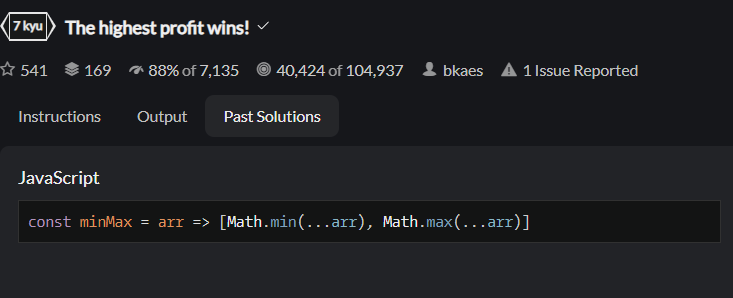 7 kyu The highest profit wins!
541 169 88% of 7,135 40,424 of 104,937 bkaes 1 Issue Reported
Instructions Output Past Solutions
JavaScript
const minMax = arr => [Math.min(...arr), Math.max(...arr)]